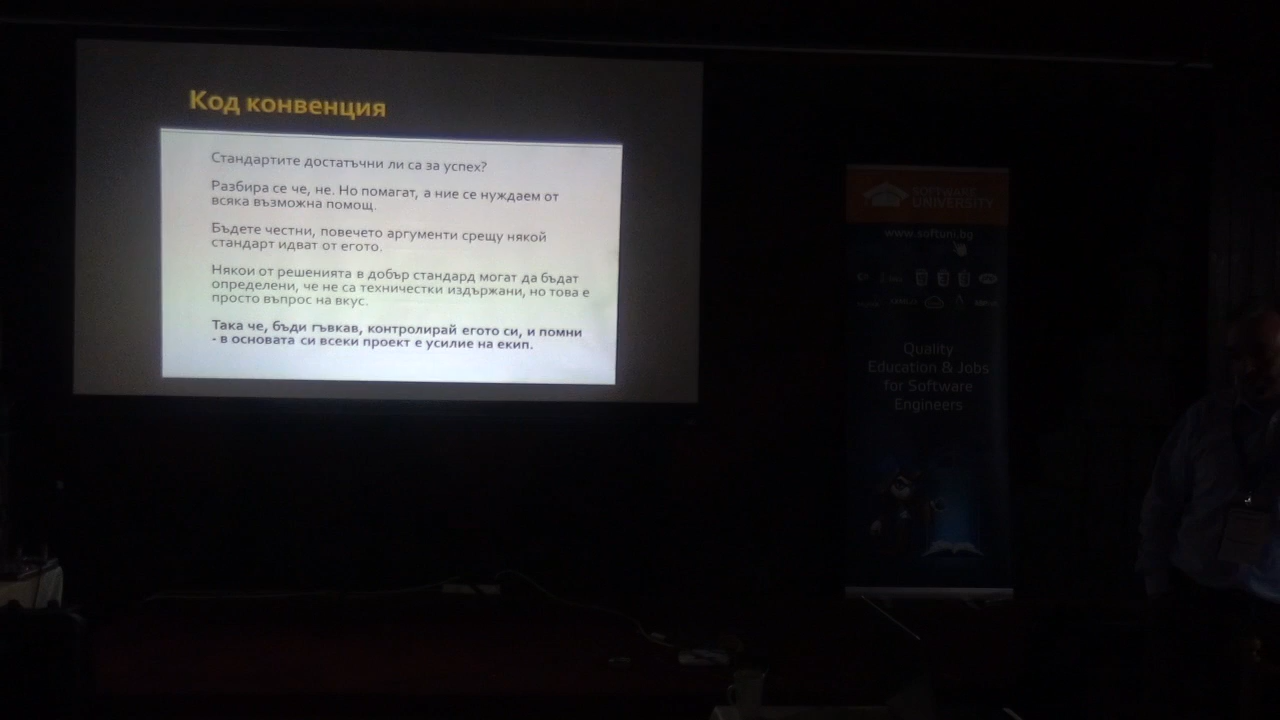 Код конвенция
Стандартите достатъчни ли са за успех?
Разбира се че, не. Но помагат, а ние се нуждаем от
всяка възможна помощ.
Бъдете честни, повечето аргументи срещу някой
стандарт идват от егото.
Някои от решенията в добър стандард могат да бъдат
определени, че не са техничестки издържани, но това е
просто въпрос на вкус.
Така че, бъди гъвкав, контролирай егото си, и помни
- в основата си всеки проект е усилие на екип.
SOFTWARE
UNIVERSITY
www.softuni.bg
Quality
Education & Jobs
for Software
Engineers